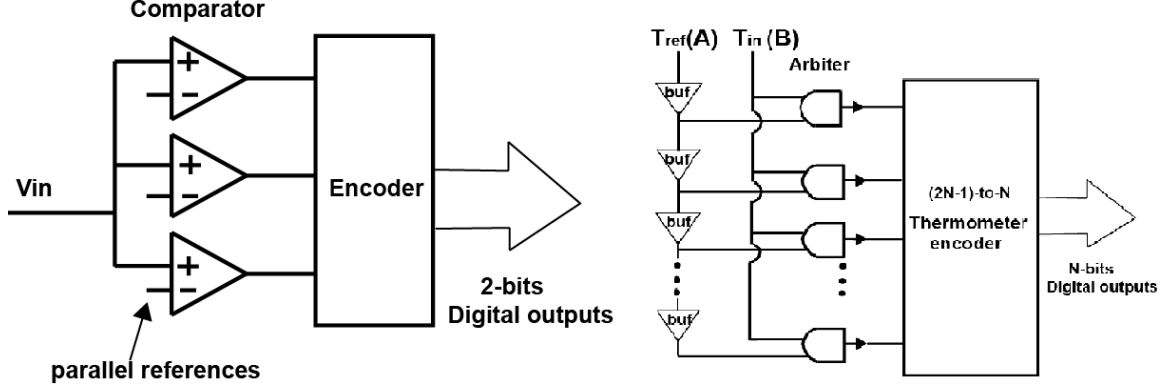 Comparator
+
−
+
−
Vin
+
−
Encoder
2-bits
Digital outputs
parallel references
Tref(A) Tin (B)
Arbiter
buf
buf
buf
buf
(2N-1)-to-N
Thermometer
encoder
N-bits
Digital outputs